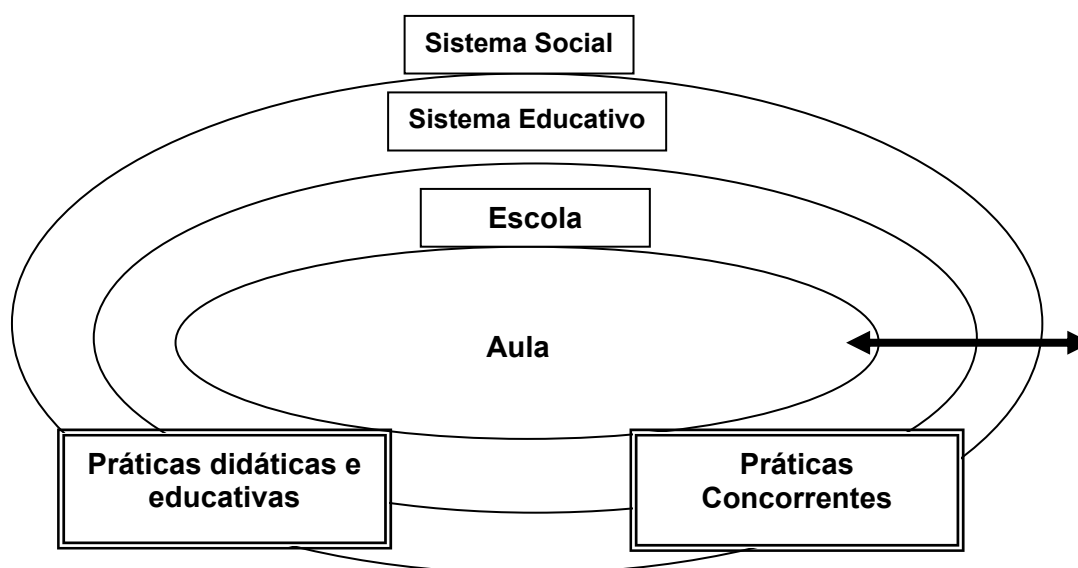 Sistema Social
Sistema Educativo
Escola
Aula
Práticas didáticas e
educativas
Práticas
Concorrentes